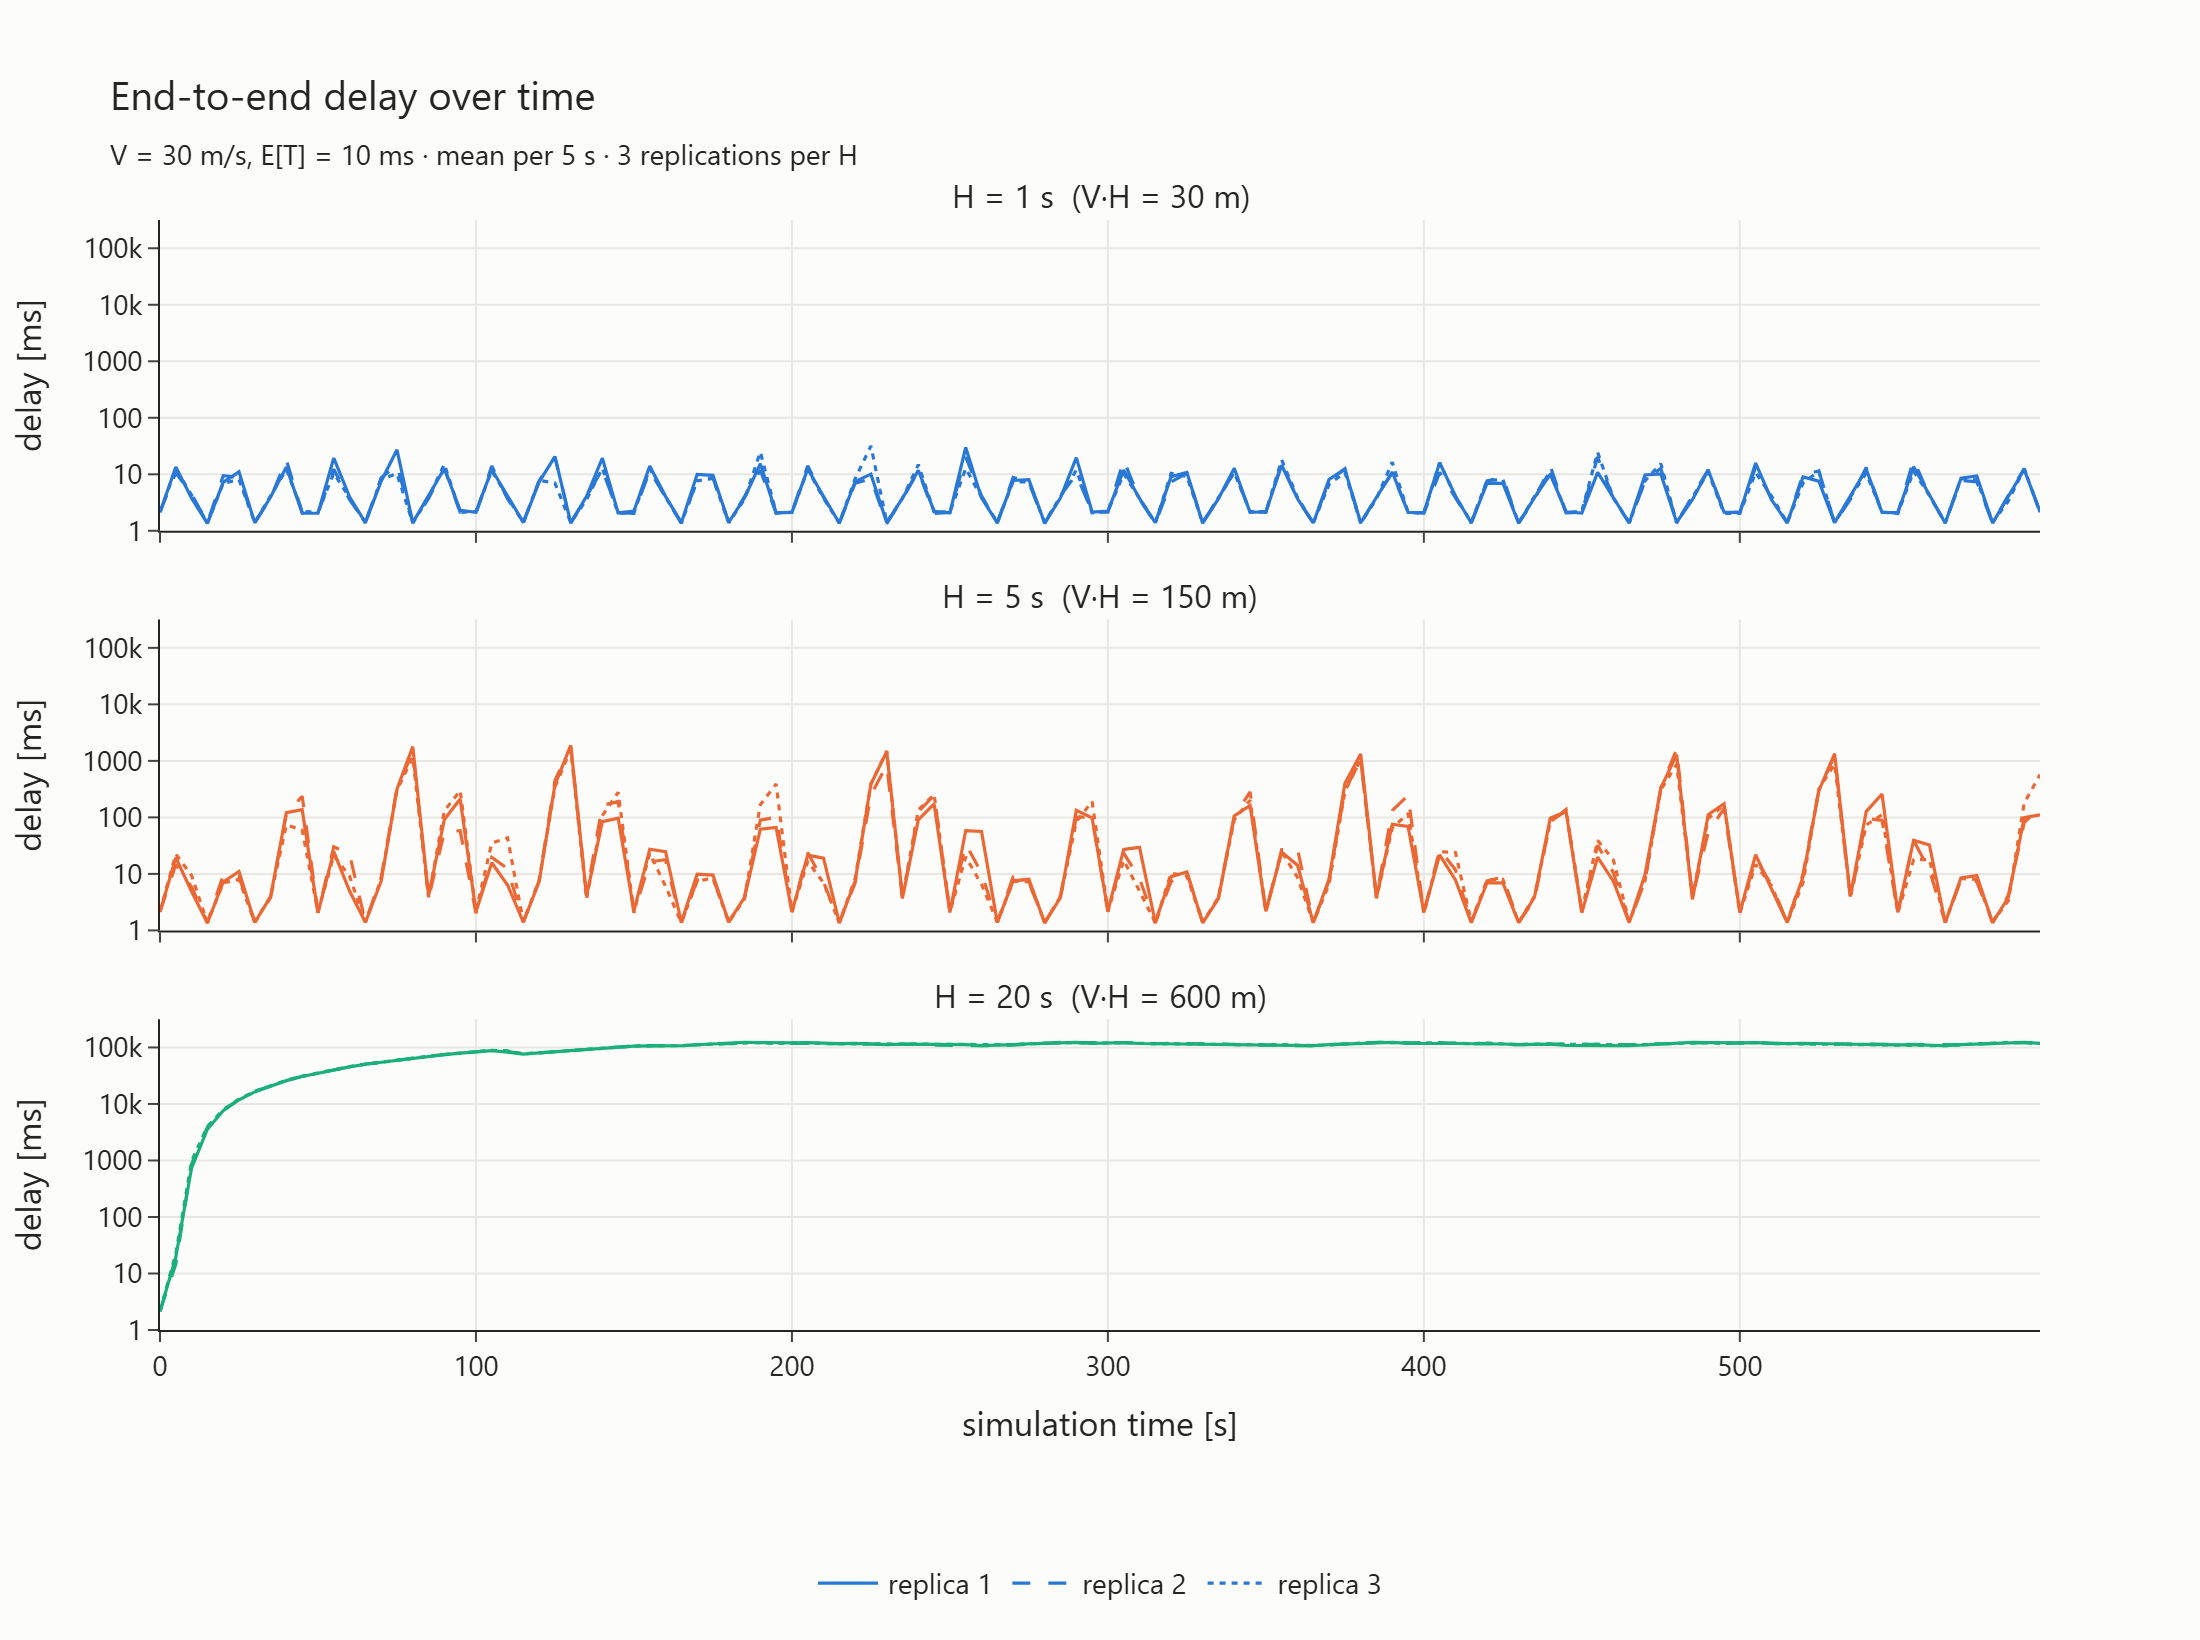 End-to-end delay over time
V = 30 m/s, E[T] = 10 ms · mean per 5 s · 3 replications per H
H = 1 s (V·H = 30 m)
delay [ms]
100k
10k
1000
100
10
1
H = 5 s (V·H = 150 m)
delay [ms]
100k
10k
1000
100
10
1
H = 20 s (V·H = 600 m)
delay [ms]
100k
10k
1000
100
10
1
0 100 200 300 400 500
simulation time [s]
replica 1 replica 2 replica 3